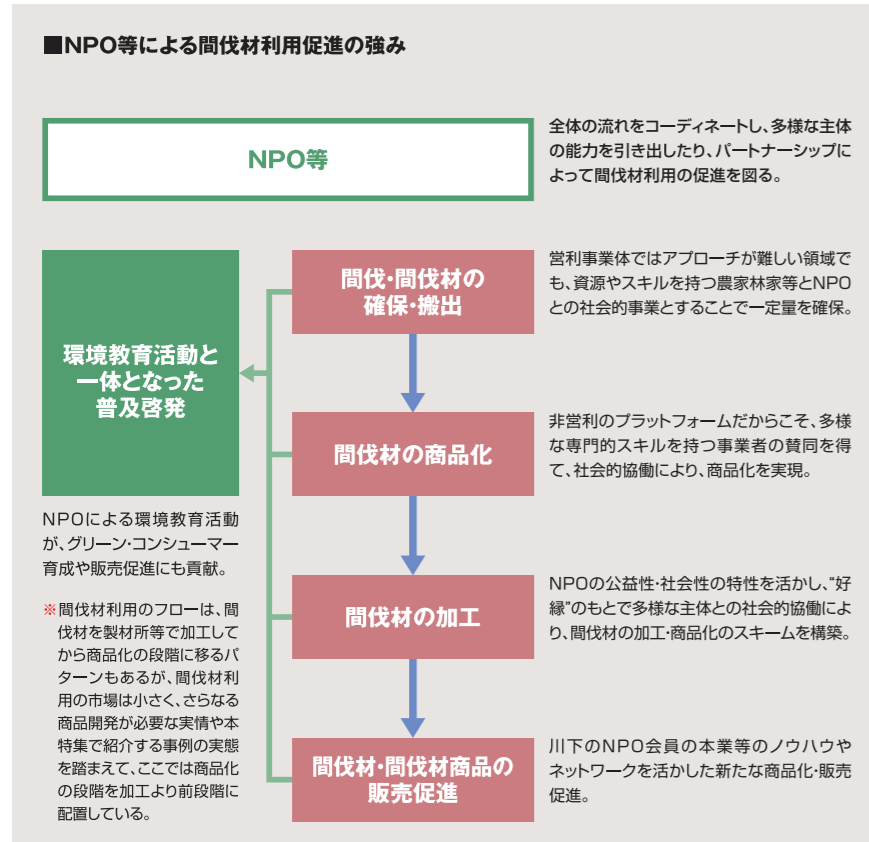 ■NPO等による間伐材利用促進の強み
NPO等
全体の流れをコーディネートし、多様な主体
の能力を引き出したり、パートナーシップに
よって間伐材利用の促進を図る。
環境教育活動と
一体となった
普及啓発
NPOによる環境教育活動
が、グリーン・コンシューマー
育成や販売促進にも貢献。
※間伐材利用のフローは、間
伐材を製材所等で加工して
から商品化の段階に移るパ
ターンもあるが、間伐材利
用の市場は小さく、さらなる
商品開発が必要な実情や本
特集で紹介する事例の実態
を踏まえて、ここでは商品化
の段階を加工より前段階に
配置している。
間伐・間伐材の
確保・搬出
営利事業体ではアプローチが難しい領域で
も、資源やスキルを持つ農家林家等とNPO
との社会的事業とすることで一定量を確保。
間伐材の商品化
非営利のプラットフォームだからこそ、多様
な専門的スキルを持つ事業者の賛同を得
て、社会的協働により、商品化を実現。
間伐材の加工
NPOの公益性・社会性の特性を活かし、“好
縁”のもとで多様な主体との社会的協働によ
り、間伐材の加工・商品化のスキームを構築。
間伐材・間伐材商品の
販売促進
川下のNPO会員の本業等のノウハウや
ネットワークを活かした新たな商品化・販売
促進。